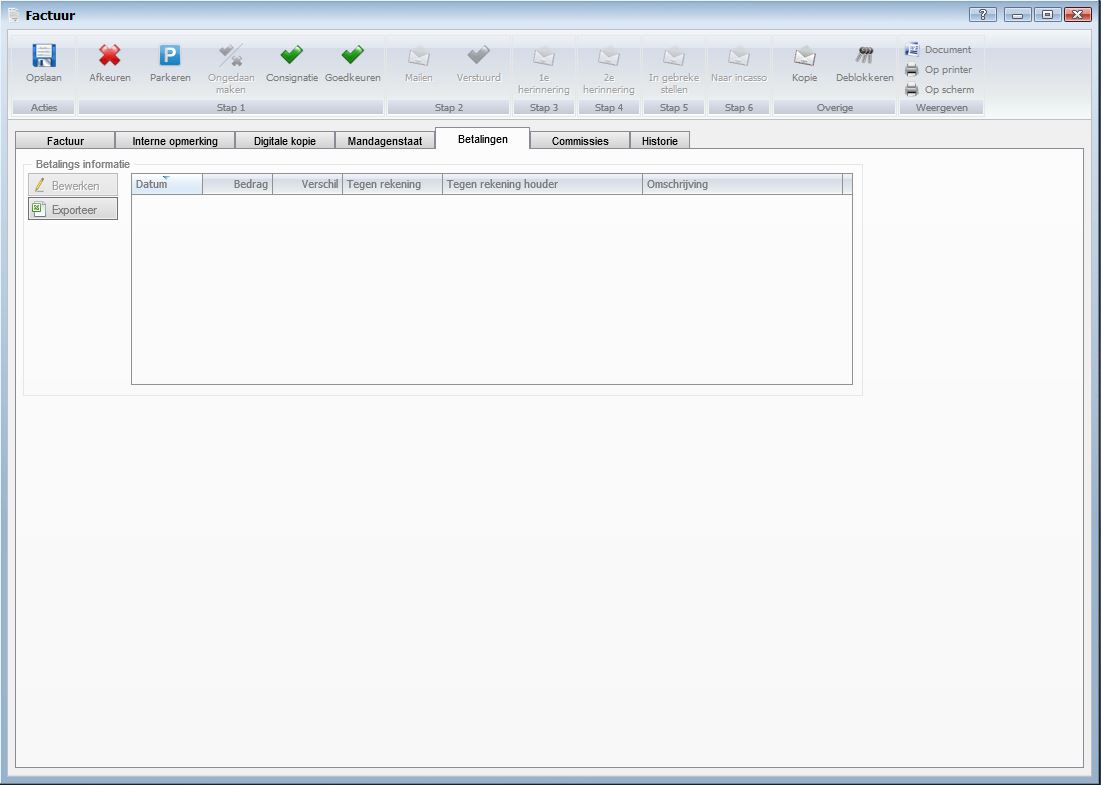 Factuur
Opslaan
Afkeuren
Parkeren
Ongedaan
maken
Consignatie
Goedkeuren
Mailen
Verstuurd
1e
herinnering
2e
herinnering
In gebreke
stellen
Naar incasso
Kopie
Deblokkeren
Document
Op printer
Op scherm
Acties
Stap 1
Stap 2
Stap 3
Stap 4
Stap 5
Stap 6
Overige
Weergeven
Factuur
Interne opmerking
Digitale kopie
Mandagenstaat
Betalingen
Commissies
Historie
Betalings informatie
Bewerken
Exporteer
Datum
Bedrag
Verschil
Tegen rekening
Tegen rekening houder
Omschrijving